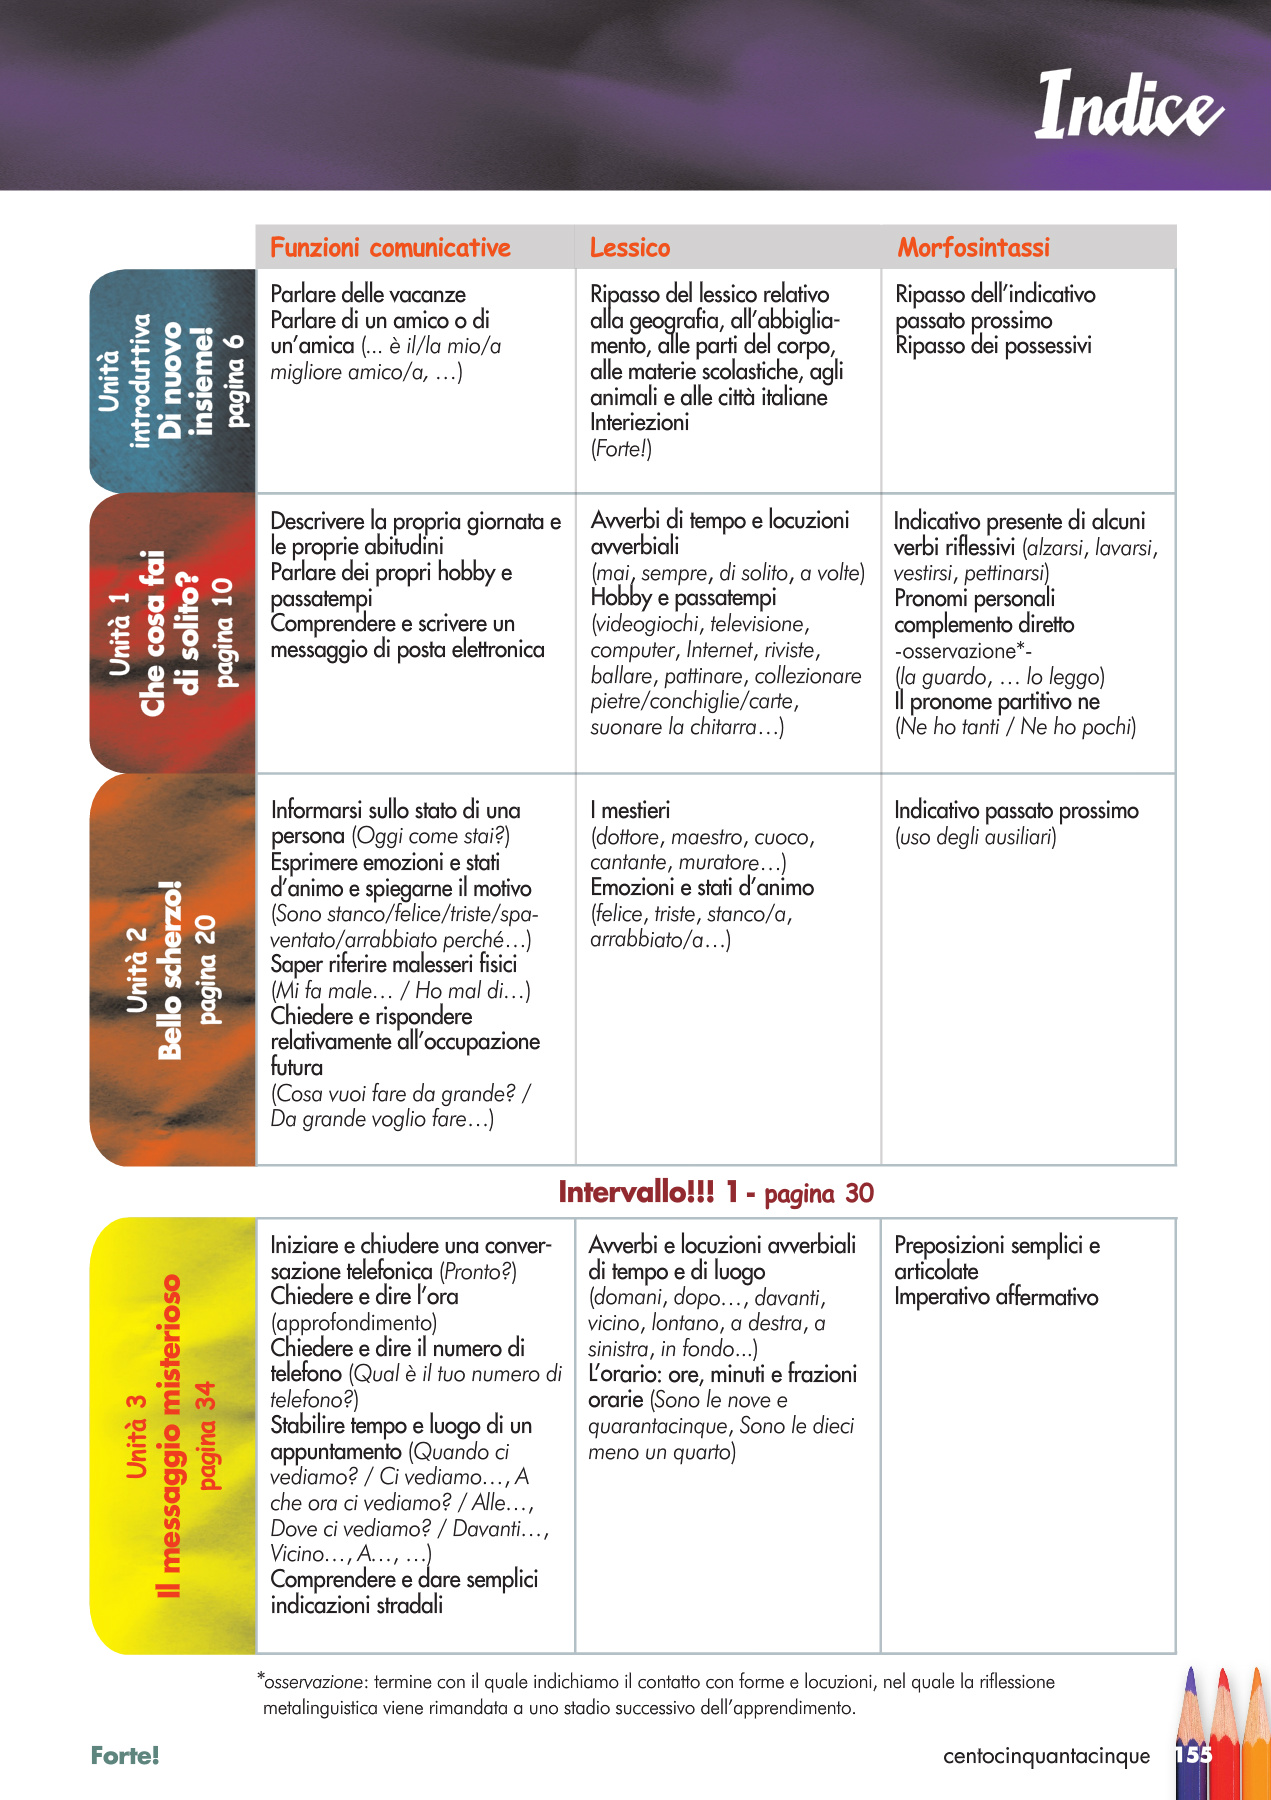 Indice
Funzioni comunicative
Lessico
Morfosintassi
Unità
introduttiva
Di nuovo
insieme!
pagina 6
Parlare delle vacanze
Parlare di un amico o di
un'amica (... è il/la mio/a
migliore amico/a, …)
Ripasso del lessico relativo
alla geografia, all'abbiglia-
mento, alle parti del corpo,
alle materie scolastiche, agli
animali e alle città italiane
Interiezioni
(Forte!)
Ripasso dell'indicativo
passato prossimo
Ripasso dei possessivi
Unità 1
Che cosa fai
di solito?
pagina 10
Descrivere la propria giornata e
le proprie abitudini
Parlare dei propri hobby e
passatempi
Comprendere e scrivere un
messaggio di posta elettronica
Avverbi di tempo e locuzioni
avverbiali
(mai, sempre, di solito, a volte)
Hobby e passatempi
(videogiochi, televisione,
computer, Internet, riviste,
ballare, pattinare, collezionare
pietre/conchiglie/carte,
suonare la chitarra…)
Indicativo presente di alcuni
verbi riflessivi (alzarsi, lavarsi,
vestirsi, pettinarsi)
Pronomi personali
complemento diretto
-osservazione*-
(la guardo, … lo leggo)
Il pronome partitivo ne
(Ne ho tanti / Ne ho pochi)
Unità 2
Bello scherzo!
pagina 20
Informarsi sullo stato di una
persona (Oggi come stai?)
Esprimere emozioni e stati
d'animo e spiegarne il motivo
(Sono stanco/felice/triste/spa-
ventato/arrabbiato perché…)
Saper riferire malesseri fisici
(Mi fa male… / Ho mal di…)
Chiedere e rispondere
relativamente all'occupazione
futura
(Cosa vuoi fare da grande? /
Da grande voglio fare…)
I mestieri
(dottore, maestro, cuoco,
cantante, muratore…)
Emozioni e stati d'animo
(felice, triste, stanco/a,
arrabbiato/a…)
Indicativo passato prossimo
(uso degli ausiliari)
Intervallo!!! 1 - pagina 30
Unità 3
Il messaggio misterioso
pagina 34
Iniziare e chiudere una conver-
sazione telefonica (Pronto?)
Chiedere e dire l'ora
(approfondimento)
Chiedere e dire il numero di
telefono (Qual è il tuo numero di
telefono?)
Stabilire tempo e luogo di un
appuntamento (Quando ci
vediamo? / Ci vediamo…, A
che ora ci vediamo? / Alle…,
Dove ci vediamo? / Davanti…,
Vicino…, A…, …)
Comprendere e dare semplici
indicazioni stradali
Avverbi e locuzioni avverbiali
di tempo e di luogo
(domani, dopo…, davanti,
vicino, lontano, a destra, a
sinistra, in fondo...)
L'orario: ore, minuti e frazioni
orarie (Sono le nove e
quarantacinque, Sono le dieci
meno un quarto)
Preposizioni semplici e
articolate
Imperativo affermativo
*osservazione: termine con il quale indichiamo il contatto con forme e locuzioni, nel quale la riflessione
metalinguistica viene rimandata a uno stadio successivo dell'apprendimento.
Forte!
centocinquantacinque 155